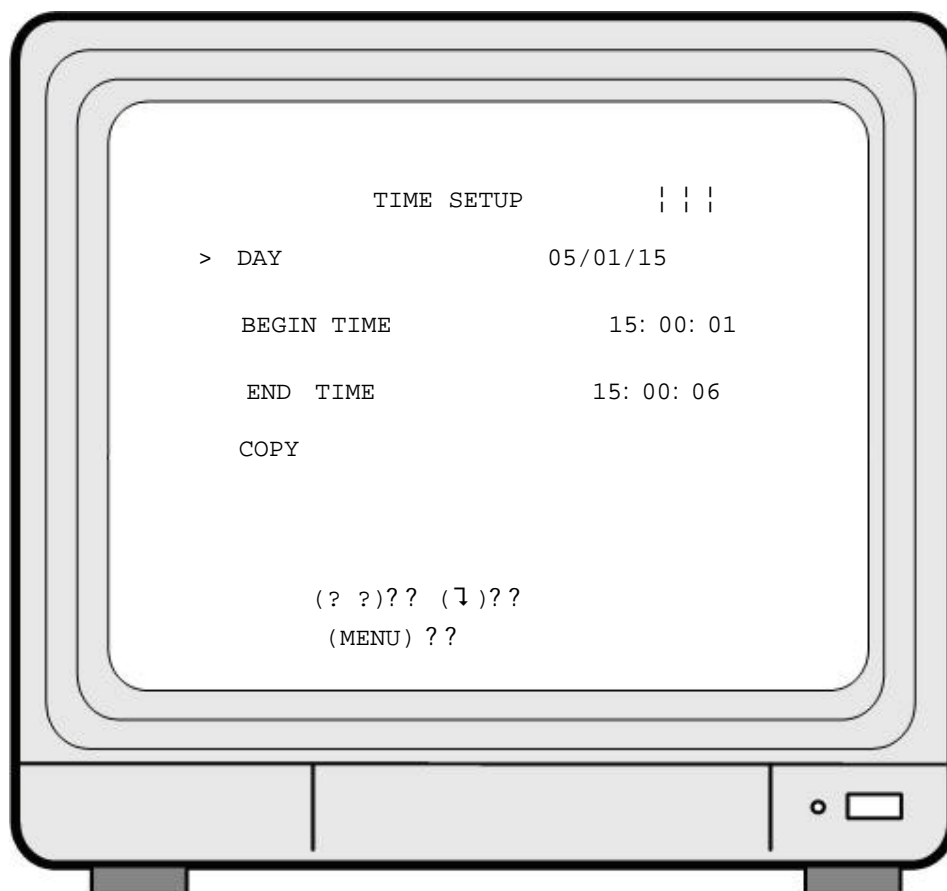 TIME SETUP ¦ ¦ ¦
> DAY 05/01/15
BEGIN TIME 15: 00: 01
END TIME 15: 00: 06
COPY
(? ?)?? (↴)??
(MENU) ??